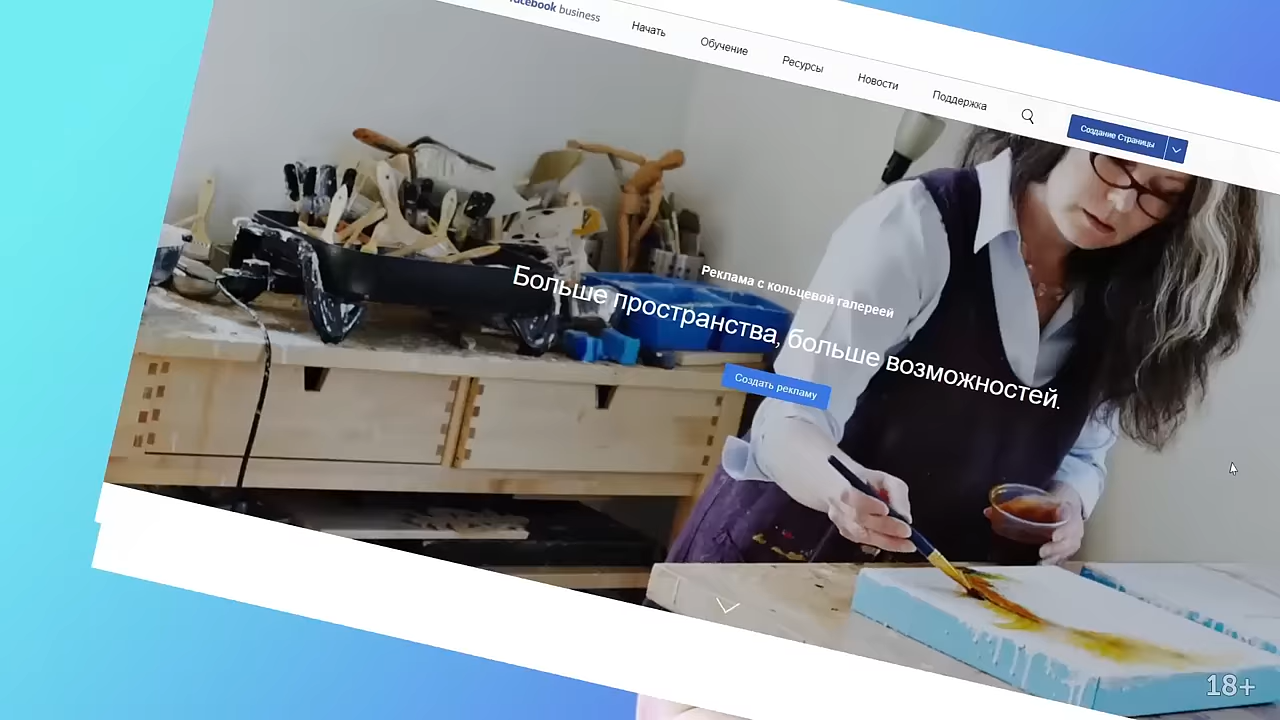 facebook business
Начать
Обучение
Ресурсы
Новости
Поддержка
Создание Страницы
Реклама с кольцевой галереей
Больше пространства, больше возможностей.
Создать рекламу
18+